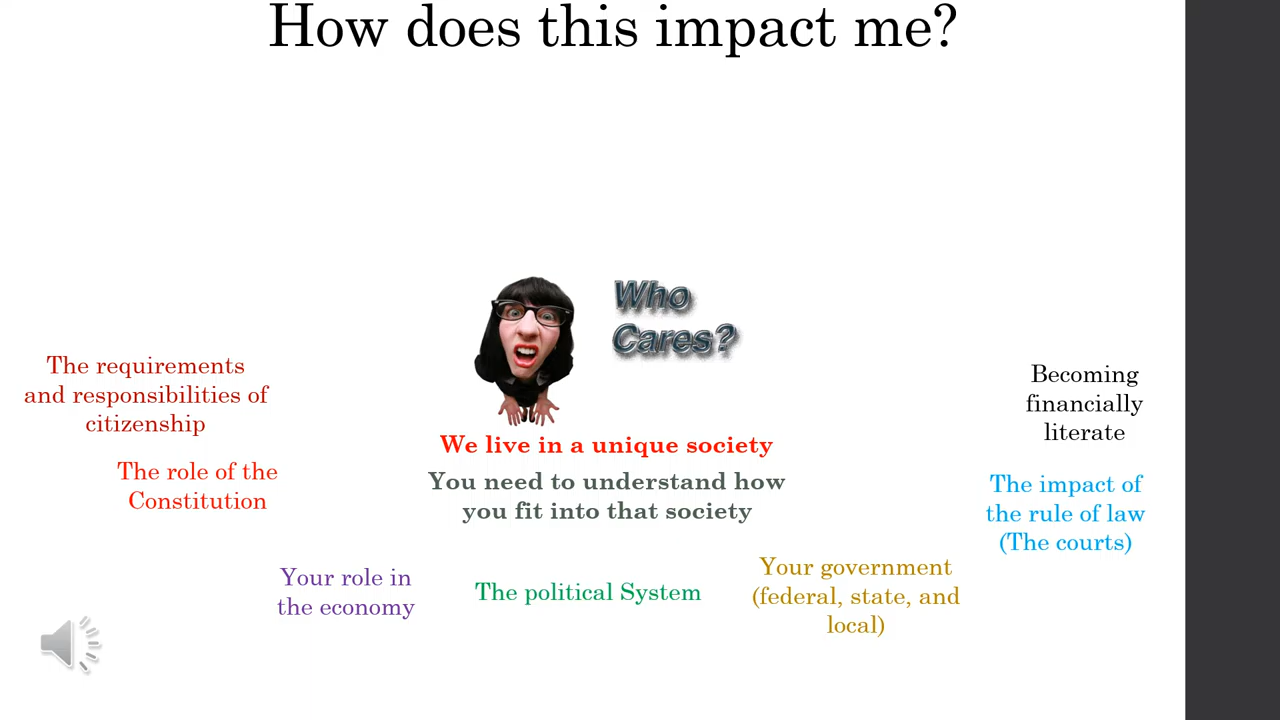 How does this impact me?
Who
Cares?
The requirements
and responsibilities of
citizenship
The role of the
Constitution
We live in a unique society
You need to understand how
you fit into that society
Becoming
financially
literate
The impact of
the rule of law
(The courts)
Your role in
the economy
The political System
Your government
(federal, state, and
local)